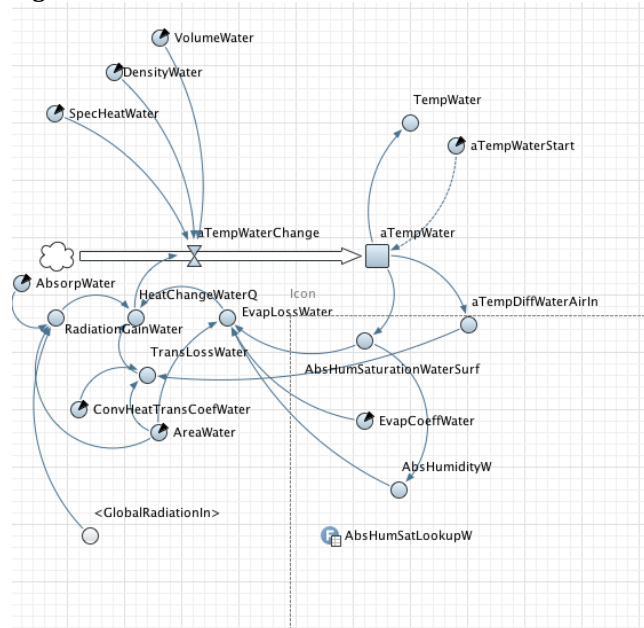 VolumeWater
DensityWater
TempWater
SpecHeatWater
aTempWaterStart
aTempWaterChange
aTempWater
AbsorpWater
HeatChangeWaterQ
Icon
aTempDiffWaterAirIn
EvapLossWater
RadiationGainWater
TransLossWater
AbsHumSaturationWaterSurf
ConvHeatTransCoefWater
EvapCoeffWater
AreaWater
AbsHumidityW
<GlobalRadiationIn>
F
AbsHumSatLookupW